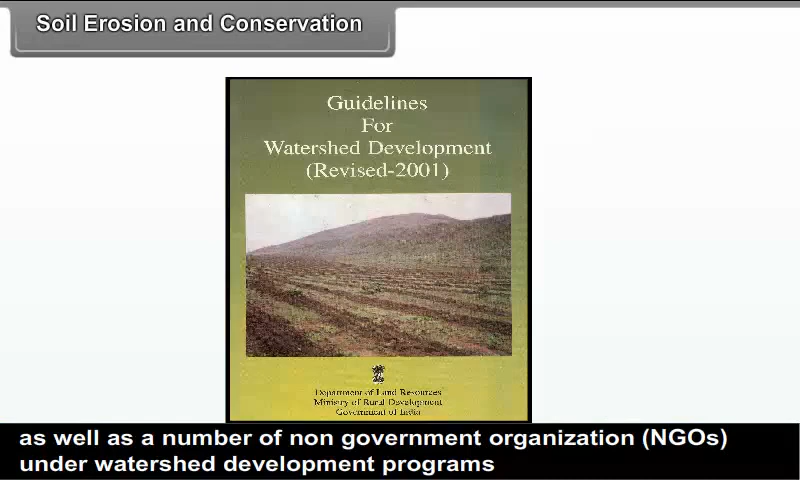 Soil Erosion and Conservation
Guidelines
For
Watershed Development
(Revised-2001)
Department of Land Resources
Ministry of Rural Development
Government of India
as well as a number of non government organization (NGOs)
under watershed development programs